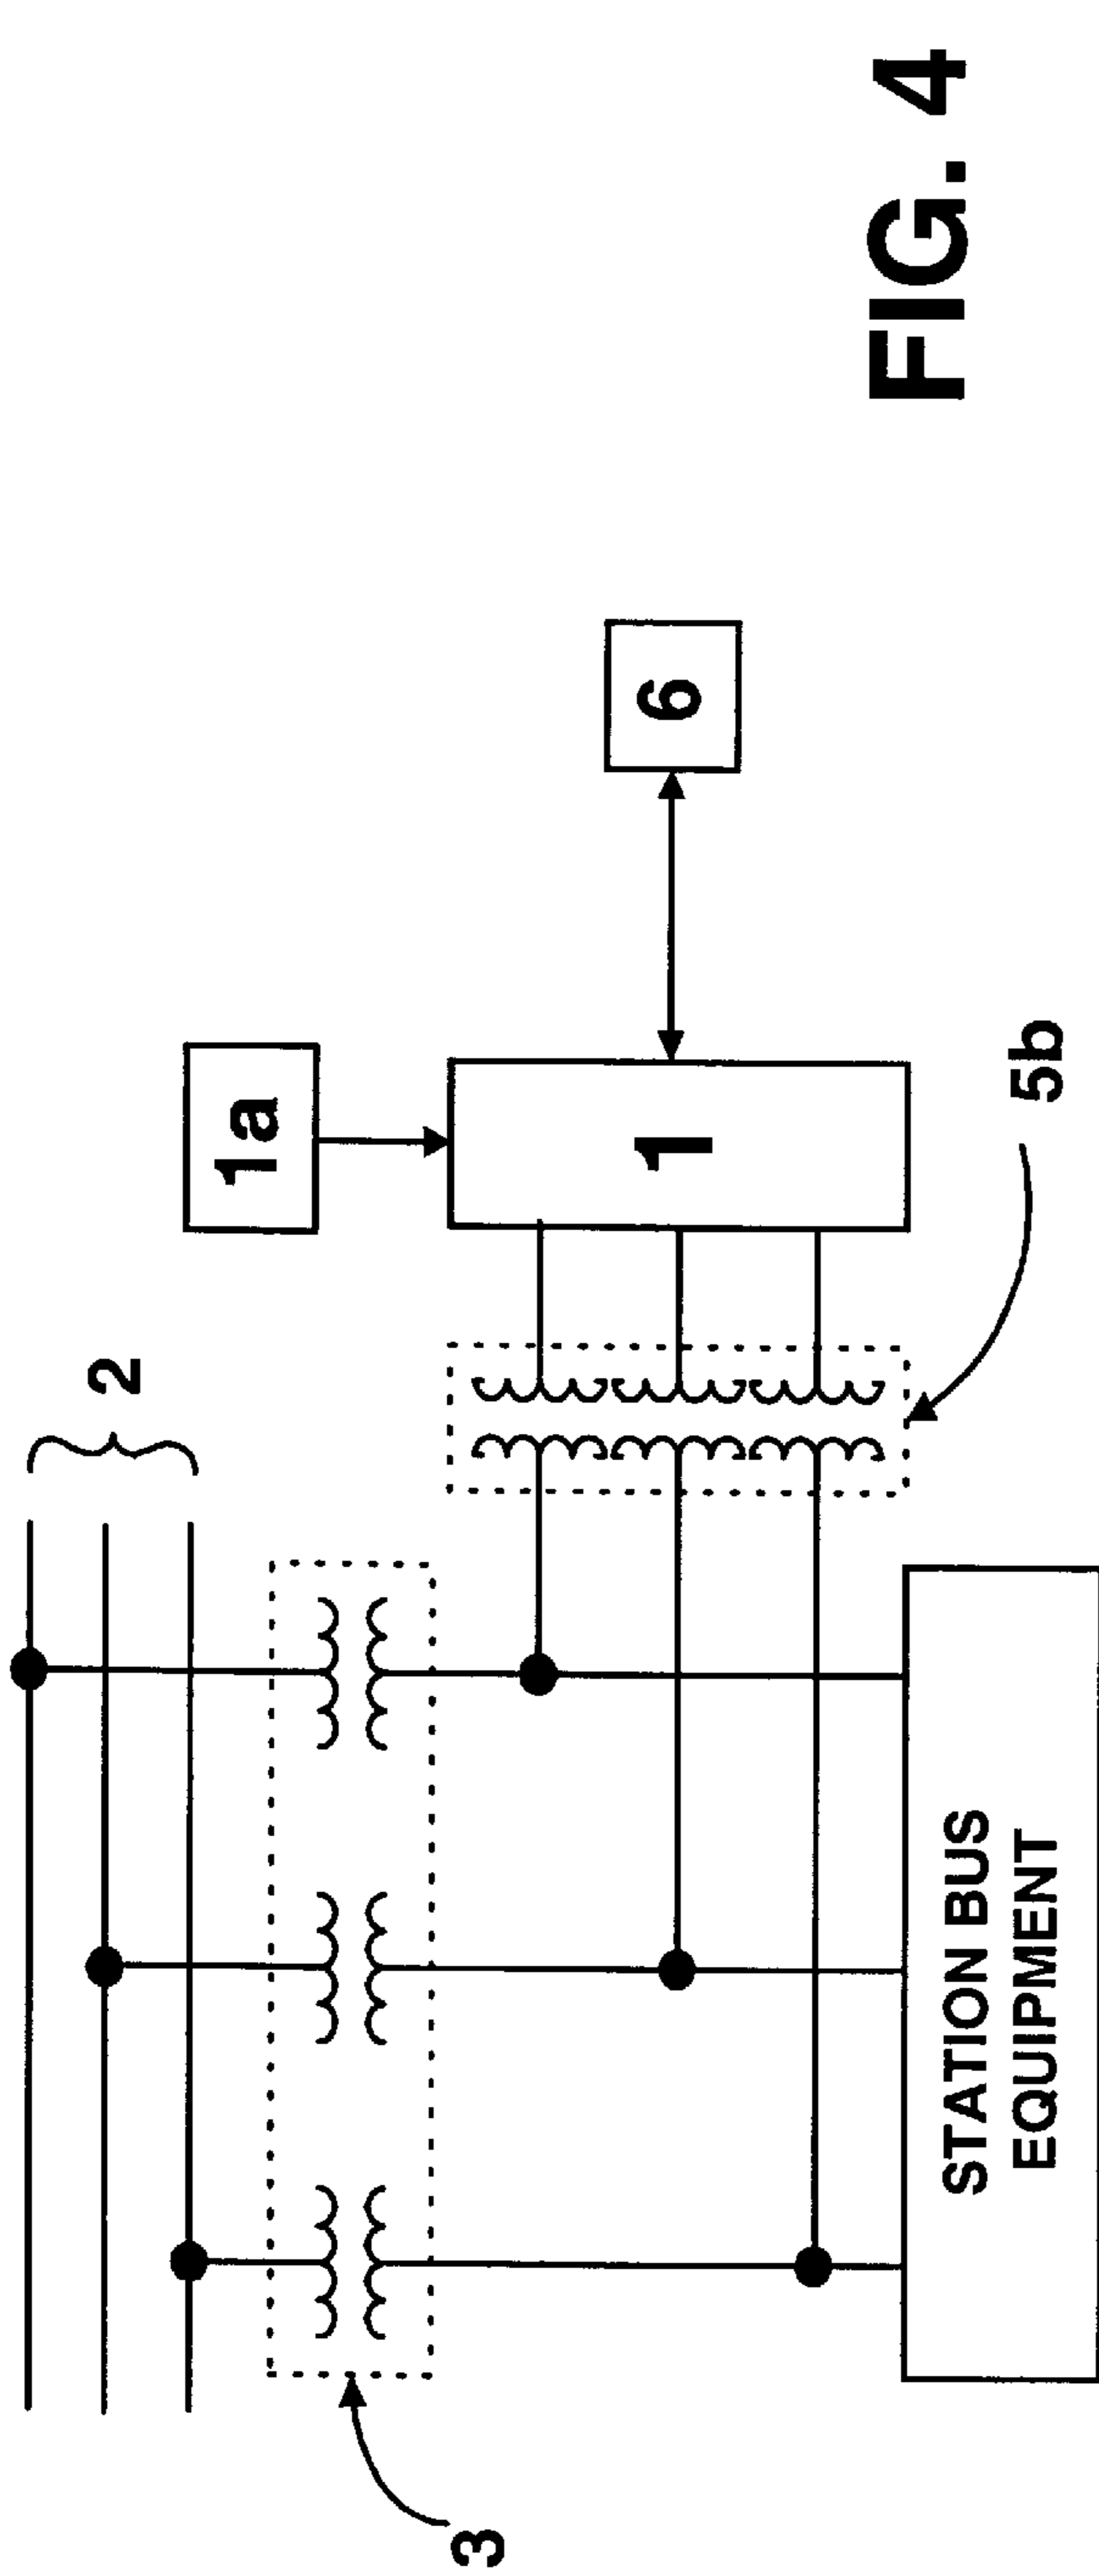 2
3
1a
1
6
5b
STATION BUS
EQUIPMENT
FIG. 4